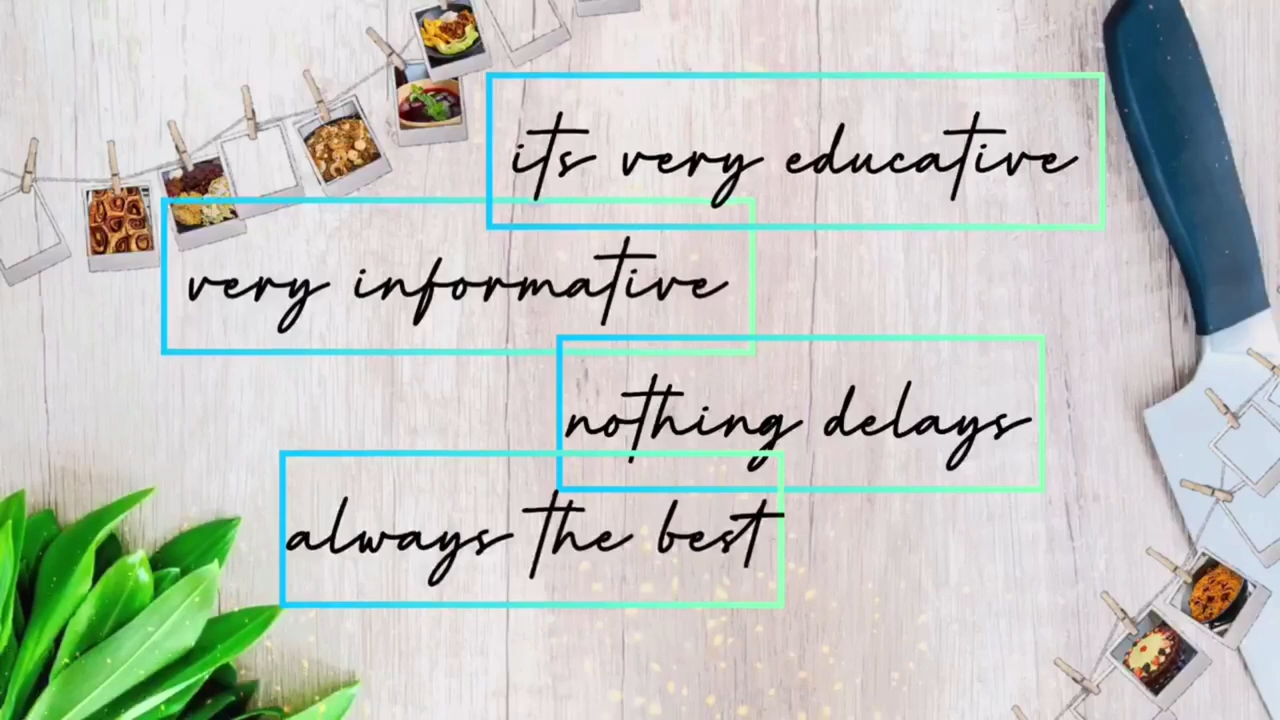 its very educative
very informative
nothing delays
always the best